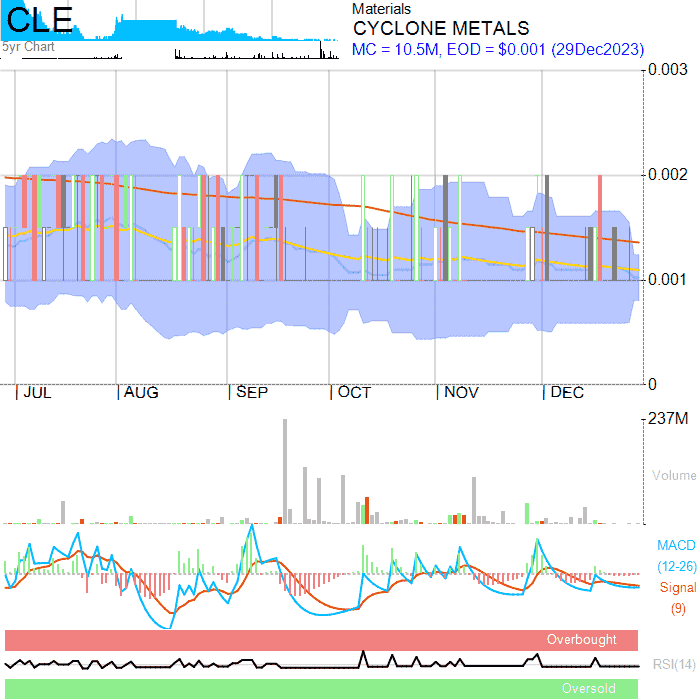 CLE
5yr Chart
Materials
CYCLONE METALS
MC = 10.5M, EOD = $0.001 (29Dec2023)
0.003
0.002
0.001
0
JUL AUG SEP OCT NOV DEC
237M
Volume
MACD
(12-26)
Signal
(9)
Overbought
RSI(14)
Oversold